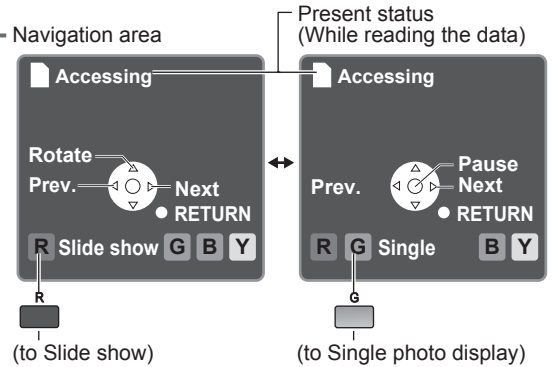 Navigation area
Present status
(While reading the data)
Accessing
Rotate
Prev.
Next
RETURN
R Slide show G B Y
R
(to Slide show)
Accessing
Pause
Prev.
Next
RETURN
R G Single B Y
G
(to Single photo display)